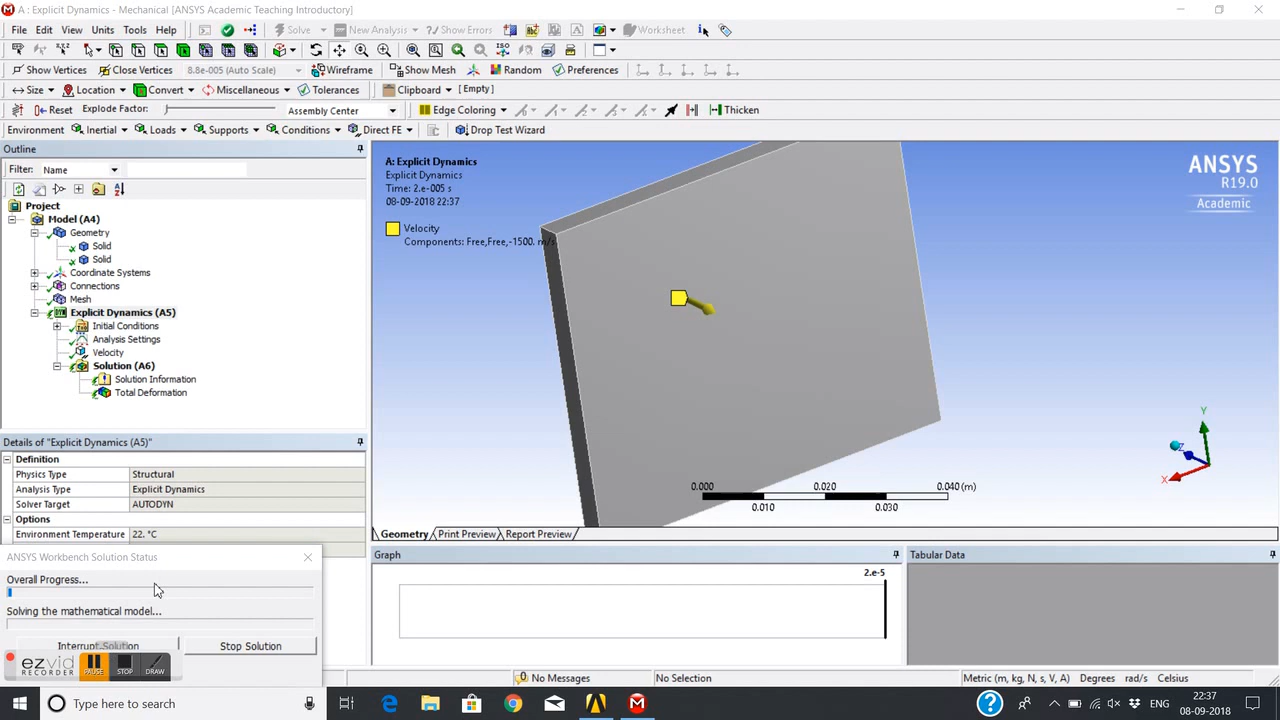 A : Explicit Dynamics - Mechanical [ANSYS Academic Teaching Introductory]
File Edit View Units Tools Help Solve New Analysis Show Errors Worksheet
Show Vertices Close Vertices 8.8e-005 (Auto Scale) Wireframe Show Mesh Random Preferences
Size Location Convert Miscellaneous Tolerances Clipboard [ Empty ]
Reset Explode Factor: Assembly Center Edge Coloring Thicken
Environment Inertial Loads Supports Conditions Direct FE Drop Test Wizard
Outline
Filter: Name
Project
Model (A4)
Geometry
Solid
Solid
Coordinate Systems
Connections
Mesh
Explicit Dynamics (A5)
Initial Conditions
Analysis Settings
Velocity
Solution (A6)
Solution Information
Total Deformation
Details of "Explicit Dynamics (A5)"
Definition
Physics Type Structural
Analysis Type Explicit Dynamics
Solver Target AUTODYN
Options
Environment Temperature 22. °C
ANSYS Workbench Solution Status
Overall Progress...
Solving the mathematical model...
Interrupt Solution Stop Solution
ezvid
RECORDER
PAUSE STOP DRAW
A: Explicit Dynamics
Explicit Dynamics
Time: 2.e-005 s
08-09-2018 22:37
Velocity
Components: Free,Free,-1500. m/s
ANSYS
R19.0
Academic
Y
Z
X
0.000 0.020 0.040 (m)
0.010 0.030
Geometry Print Preview Report Preview
Graph
2.e-5
Tabular Data
0 No Messages No Selection Metric (m, kg, N, s, V, A) Degrees rad/s Celsius
Type here to search
ENG
22:37
08-09-2018